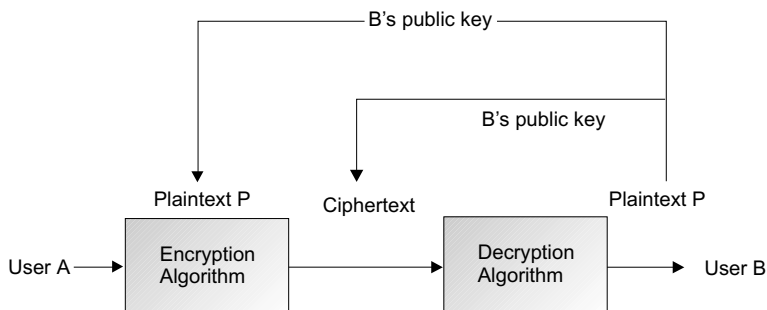 B's public key
B's public key
Plaintext P
Ciphertext
Plaintext P
User A
Encryption
Algorithm
Decryption
Algorithm
User B